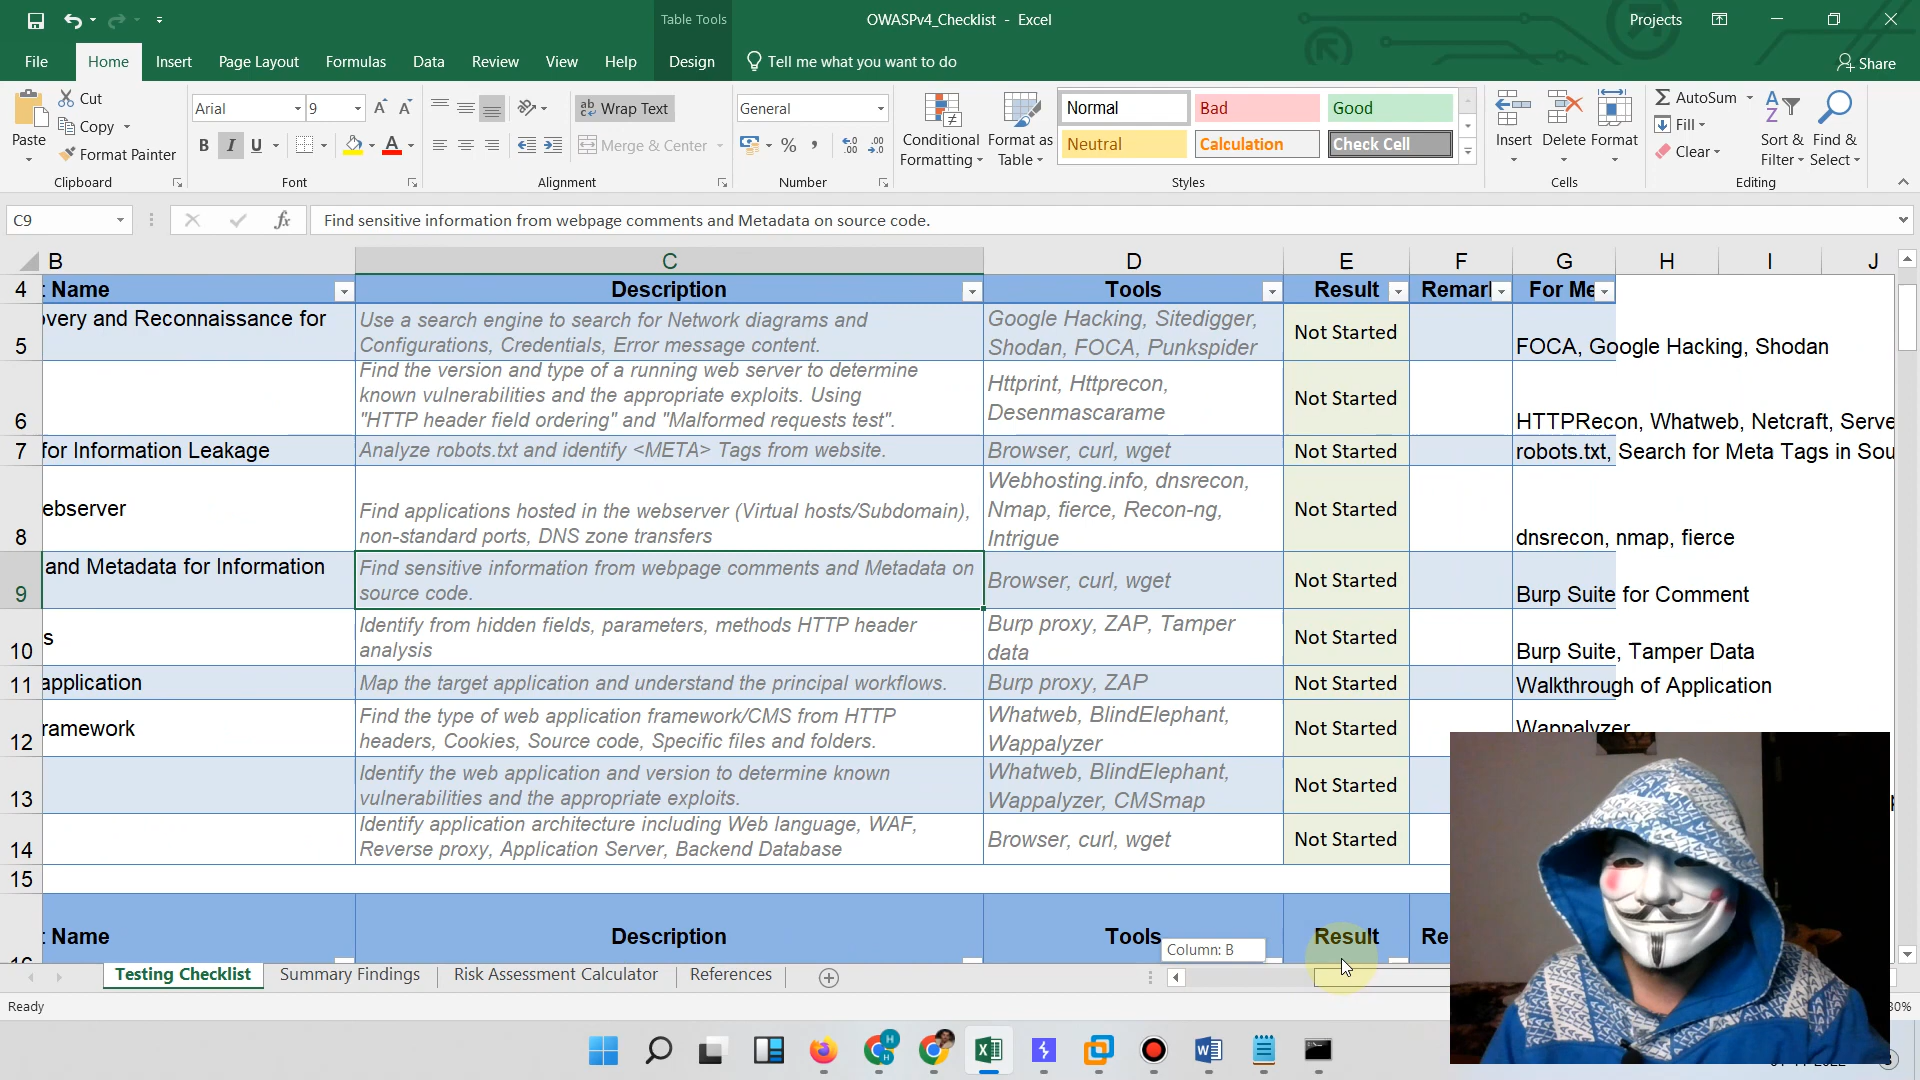 Table Tools
OWASPv4_Checklist - Excel
Projects
File
Home
Insert
Page Layout
Formulas
Data
Review
View
Help
Design
Tell me what you want to do
Share
Paste
Cut
Copy
Format Painter
Clipboard
Arial
9
B I U
Font
Wrap Text
Merge & Center
Alignment
General
Number
Conditional
Formatting
Format as
Table
Normal
Bad
Good
Neutral
Calculation
Check Cell
Styles
Insert
Delete
Format
Cells
AutoSum
Fill
Clear
Sort &
Filter
Find &
Select
Editing
C9
fx
Find sensitive information from webpage comments and Metadata on source code.
B C D E F G H I J
4 : Name Description Tools Result Remar For Me
5
overy and Reconnaissance for
Use a search engine to search for Network diagrams and
Configurations, Credentials, Error message content.
Google Hacking, Sitedigger,
Shodan, FOCA, Punkspider
Not Started
FOCA, Google Hacking, Shodan
6
Find the version and type of a running web server to determine
known vulnerabilities and the appropriate exploits. Using
"HTTP header field ordering" and "Malformed requests test".
Httprint, Httprecon,
Desenmascarame
Not Started
HTTPRecon, Whatweb, Netcraft, Serve
7
for Information Leakage
Analyze robots.txt and identify <META> Tags from website.
Browser, curl, wget
Not Started
robots.txt, Search for Meta Tags in Sou
8
ebserver
Find applications hosted in the webserver (Virtual hosts/Subdomain),
non-standard ports, DNS zone transfers
Webhosting.info, dnsrecon,
Nmap, fierce, Recon-ng,
Intrigue
Not Started
dnsrecon, nmap, fierce
9
and Metadata for Information
Find sensitive information from webpage comments and Metadata on
source code.
Browser, curl, wget
Not Started
Burp Suite for Comment
10
s
Identify from hidden fields, parameters, methods HTTP header
analysis
Burp proxy, ZAP, Tamper
data
Not Started
Burp Suite, Tamper Data
11
application
Map the target application and understand the principal workflows.
Burp proxy, ZAP
Not Started
Walkthrough of Application
12
ramework
Find the type of web application framework/CMS from HTTP
headers, Cookies, Source code, Specific files and folders.
Whatweb, BlindElephant,
Wappalyzer
Not Started
Wappalyzer
13
Identify the web application and version to determine known
vulnerabilities and the appropriate exploits.
Whatweb, BlindElephant,
Wappalyzer, CMSmap
Not Started
14
Identify application architecture including Web language, WAF,
Reverse proxy, Application Server, Backend Database
Browser, curl, wget
Not Started
15
: Name Description Tools Result Re
Column: B
Testing Checklist
Summary Findings
Risk Assessment Calculator
References
Ready